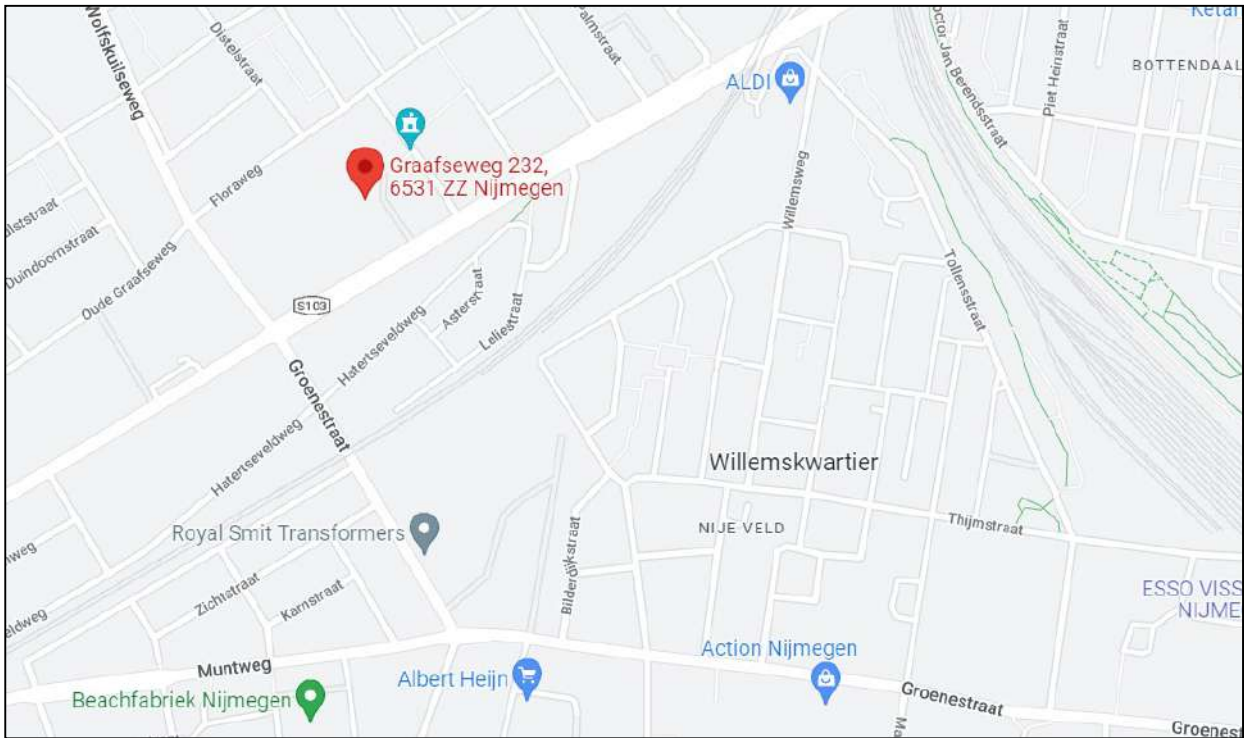 Wolfskuilseweg
Distelstraat
Palmstraat
Doctor Jan Berendsstraat
Piet Heinstraat
BOTTENDAAL
ALDI
Graafseweg 232,
6531 ZZ Nijmegen
Floraweg
Willemsweg
Duindoornstraat
Oude Graafseweg
S103
Asterstraat
Leliestraat
Hatertseveldweg
Tollensstraat
Groenestraat
Hatertseveldweg
Willemskwartier
Royal Smit Transformers
NIJE VELD
Thijmstraat
Bilderdijkstraat
Zichtstraat
Karnstraat
ESSO VISS
NIJME
Muntweg
Albert Heijn
Action Nijmegen
Beachfabriek Nijmegen
Groenestraat
Groenest